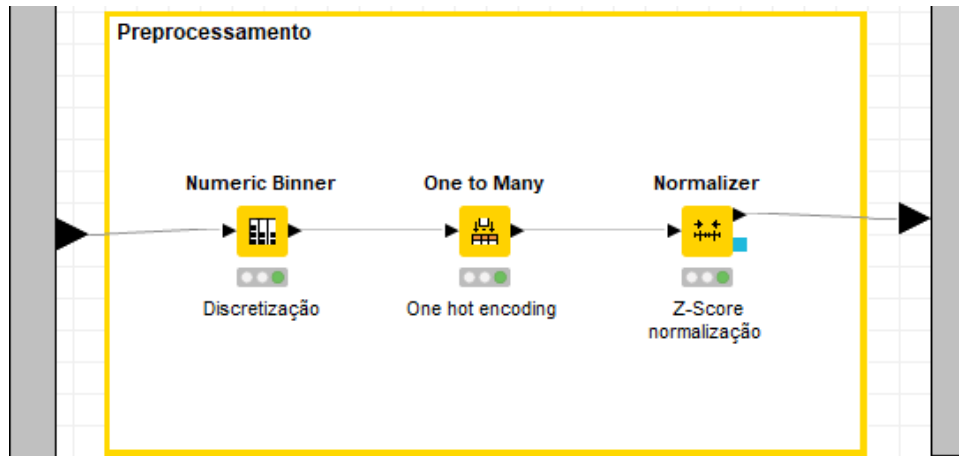 Preprocessamento
Numeric Binner
One to Many
Normalizer
Discretização
One hot encoding
Z-Score
normalização